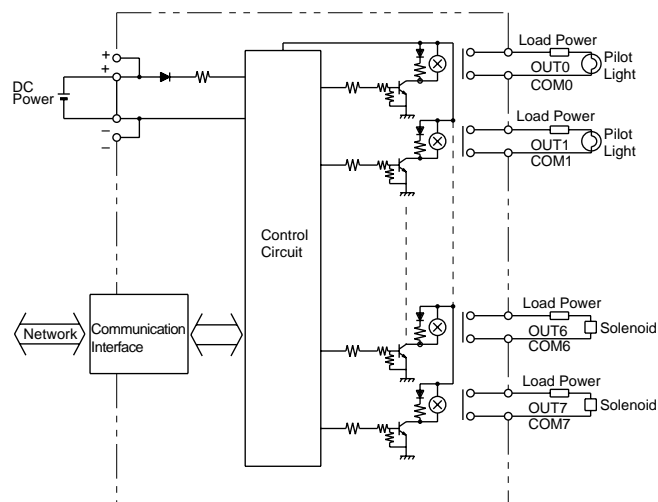 +
+
DC
Power
−
−
Control
Circuit
Network
Communication
Interface
Load Power
OUT0
COM0
Pilot
Light
Load Power
OUT1
COM1
Pilot
Light
Load Power
OUT6
COM6
Solenoid
Load Power
OUT7
COM7
Solenoid